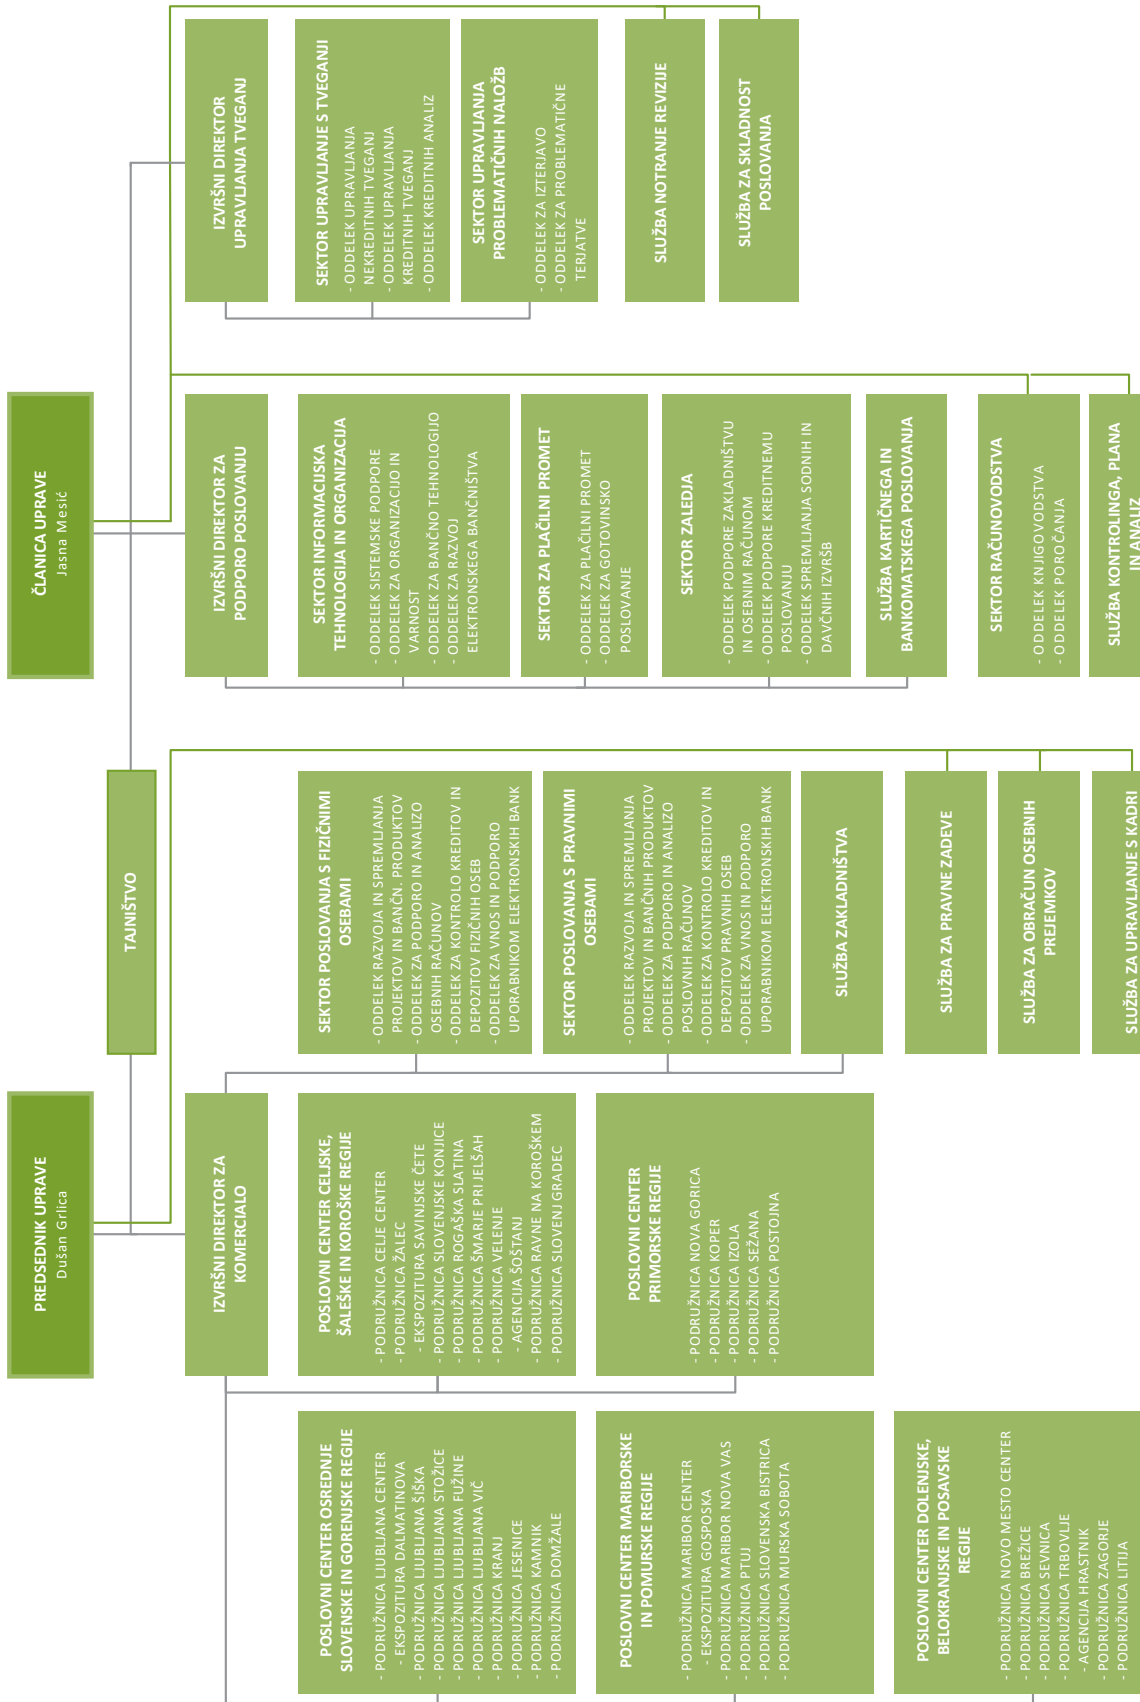 PREDSEDNIK UPRAVE
Dušan Grlica
TAJNIŠTVO
ČLANICA UPRAVE
Jasna Mesić
IZVRŠNI DIREKTOR ZA
KOMERCIALO
IZVRŠNI DIREKTOR ZA
PODPORO POSLOVANJU
IZVRŠNI DIREKTOR
UPRAVLJANJA TVEGANJ
POSLOVNI CENTER OSREDNJE
SLOVENSKE IN GORENJSKE REGIJE
- PODRUŽNICA LJUBLJANA CENTER
- EKSPOZITURA DALMATINOVA
- PODRUŽNICA LJUBLJANA ŠIŠKA
- PODRUŽNICA LJUBLJANA STOŽICE
- PODRUŽNICA LJUBLJANA FUŽINE
- PODRUŽNICA LJUBLJANA VIČ
- PODRUŽNICA KRANJ
- PODRUŽNICA JESENICE
- PODRUŽNICA KAMNIK
- PODRUŽNICA DOMŽALE
POSLOVNI CENTER MARIBORSKE
IN POMURSKE REGIJE
- PODRUŽNICA MARIBOR CENTER
- EKSPOZITURA GOSPOSKA
- PODRUŽNICA MARIBOR NOVA VAS
- PODRUŽNICA PTUJ
- PODRUŽNICA SLOVENSKA BISTRICA
- PODRUŽNICA MURSKA SOBOTA
POSLOVNI CENTER DOLENJSKE,
BELOKRANJSKE IN POSAVSKE
REGIJE
- PODRUŽNICA NOVO MESTO CENTER
- PODRUŽNICA BREŽICE
- PODRUŽNICA SEVNICA
- PODRUŽNICA TRBOVLJE
- AGENCIJA HRASTNIK
- PODRUŽNICA ZAGORJE
- PODRUŽNICA LITIJA
POSLOVNI CENTER CELJSKE,
ŠALEŠKE IN KOROŠKE REGIJE
- PODRUŽNICA CELJE CENTER
- PODRUŽNICA ŽALEC
- EKSPOZITURA SAVINJSKE ČETE
- PODRUŽNICA SLOVENJSKE KONJICE
- PODRUŽNICA ROGAŠKA SLATINA
- PODRUŽNICA ŠMARJE PRI JELŠAH
- PODRUŽNICA VELENJE
- AGENCIJA ŠOŠTANJ
- PODRUŽNICA RAVNE NA KOROŠKEM
- PODRUŽNICA SLOVENJ GRADEC
POSLOVNI CENTER
PRIMORSKE REGIJE
- PODRUŽNICA NOVA GORICA
- PODRUŽNICA KOPER
- PODRUŽNICA IZOLA
- PODRUŽNICA SEŽANA
- PODRUŽNICA POSTOJNA
SEKTOR POSLOVANJA S FIZIČNIMI
OSEBAMI
- ODDELEK RAZVOJA IN SPREMLJANJA
PROJEKTOV IN BANČN. PRODUKTOV
- ODDELEK ZA PODPORO IN ANALIZO
OSEBNIH RAČUNOV
- ODDELEK ZA KONTROLO KREDITOV IN
DEPOZITOV FIZIČNIH OSEB
- ODDELEK ZA VNOS IN PODPORO
UPORABNIKOM ELEKTRONSKIH BANK
SEKTOR POSLOVANJA S PRAVNIMI
OSEBAMI
- ODDELEK RAZVOJA IN SPREMLJANJA
PROJEKTOV IN BANČNIH PRODUKTOV
- ODDELEK ZA PODPORO IN ANALIZO
POSLOVNIH RAČUNOV
- ODDELEK ZA KONTROLO KREDITOV IN
DEPOZITOV PRAVNIH OSEB
- ODDELEK ZA VNOS IN PODPORO
UPORABNIKOM ELEKTRONSKIH BANK
SLUŽBA ZAKLADNIŠTVA
SLUŽBA ZA PRAVNE ZADEVE
SLUŽBA ZA OBRAČUN OSEBNIH
PREJEMKOV
SLUŽBA ZA UPRAVLJANJE S KADRI
SEKTOR INFORMACIJSKA
TEHNOLOGIJA IN ORGANIZACIJA
- ODDELEK SISTEMSKE PODPORE
- ODDELEK ZA ORGANIZACIJO IN
VARNOST
- ODDELEK ZA BANČNO TEHNOLOGIJO
- ODDELEK ZA RAZVOJ
ELEKTRONSKEGA BANČNIŠTVA
SEKTOR ZA PLAČILNI PROMET
- ODDELEK ZA PLAČILNI PROMET
- ODDELEK ZA GOTOVINSKO
POSLOVANJE
SEKTOR ZALEDJA
- ODDELEK PODPORE ZAKLADNIŠTVU
IN OSEBNIM RAČUNOM
- ODDELEK PODPORE KREDITNEMU
POSLOVANJU
- ODDELEK SPREMLJANJA SODNIH IN
DAVČNIH IZVRŠB
SLUŽBA KARTIČNEGA IN
BANKOMATSKEGA POSLOVANJA
SEKTOR RAČUNOVODSTVA
- ODDELEK KNJIGOVODSTVA
- ODDELEK POROČANJA
SLUŽBA KONTROLINGA, PLANA
IN ANALIZ
SEKTOR UPRAVLJANJE S TVEGANJI
- ODDELEK UPRAVLJANJA
NEKREDITNIH TVEGANJ
- ODDELEK UPRAVLJANJA
KREDITNIH TVEGANJ
- ODDELEK KREDITNIH ANALIZ
SEKTOR UPRAVLJANJA
PROBLEMATIČNIH NALOŽB
- ODDELEK ZA IZTERJAVO
- ODDELEK ZA PROBLEMATIČNE
TERJATVE
SLUŽBA NOTRANJE REVIZIJE
SLUŽBA ZA SKLADNOST
POSLOVANJA